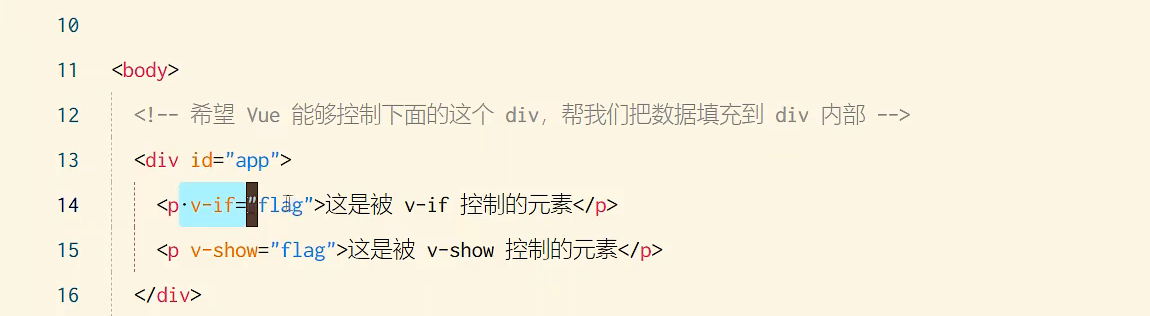 10
11 <body>
12 <!-- 希望 Vue 能够控制下面的这个 div，帮我们把数据填充到 div 内部 -->
13 <div id="app">
14 <p v-if="flag">这是被 v-if 控制的元素</p>
15 <p v-show="flag">这是被 v-show 控制的元素</p>
16 </div>